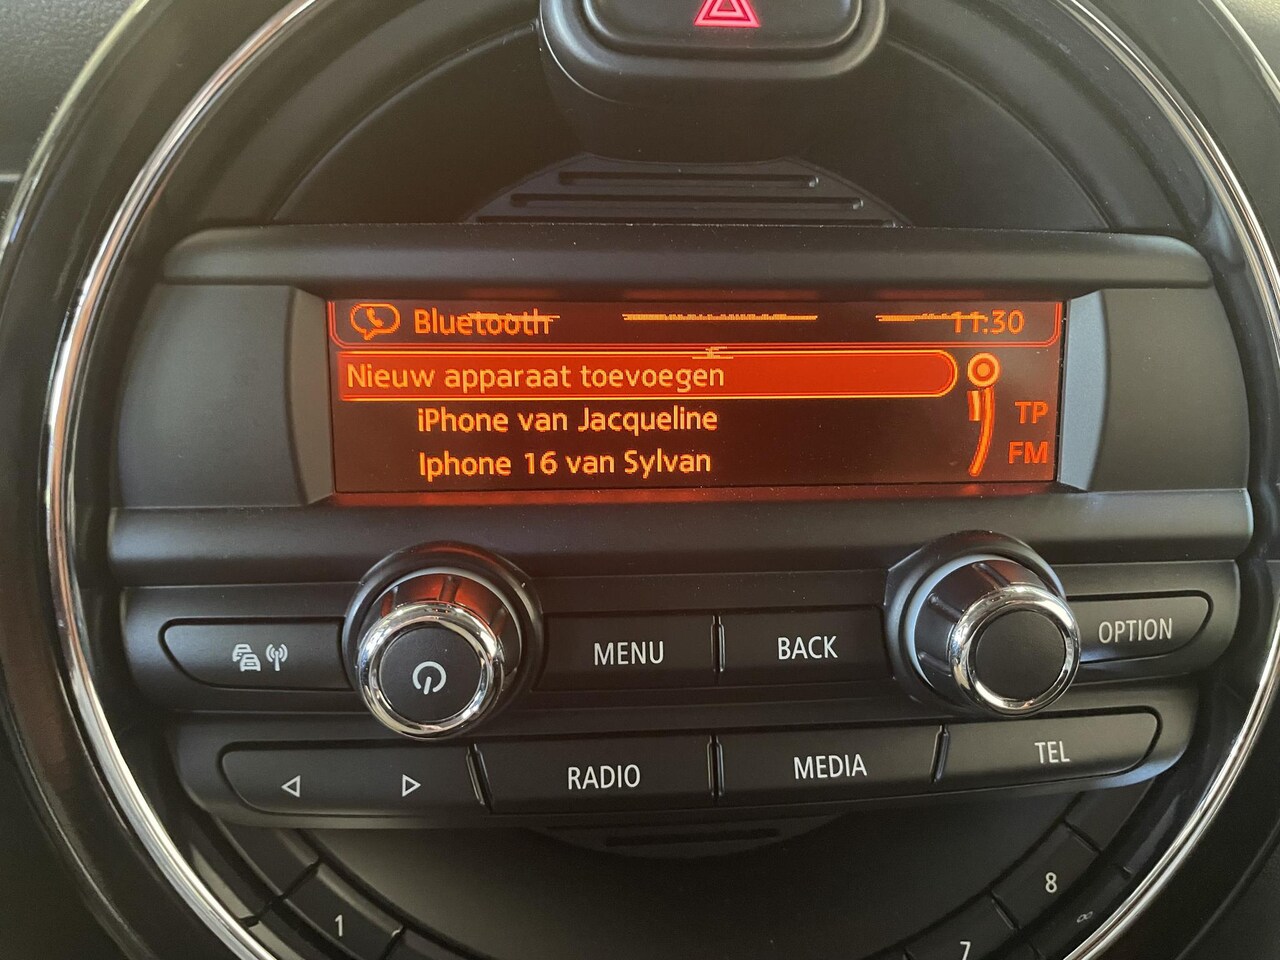 Bluetooth 11:30
Nieuw apparaat toevoegen
iPhone van Jacqueline
TP
Iphone 16 van Sylvan
FM
MENU
BACK
OPTION
RADIO
MEDIA
TEL
1
7
8